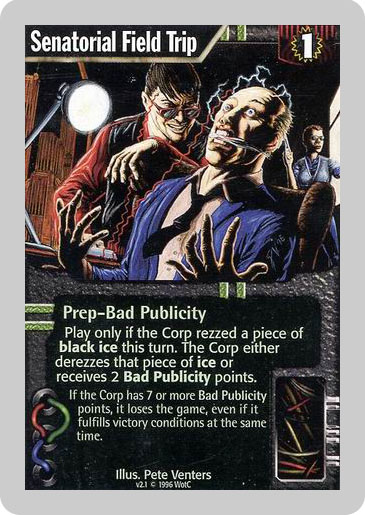 Senatorial Field Trip
1
Prep-Bad Publicity
Play only if the Corp rezzed a piece of
black ice this turn. The Corp either
derezzes that piece of ice or
receives 2 Bad Publicity points.
If the Corp has 7 or more Bad Publicity
points, it loses the game, even if it
fulfills victory conditions at the same
time.
Illus. Pete Venters
v2.1 © 1996 WotC